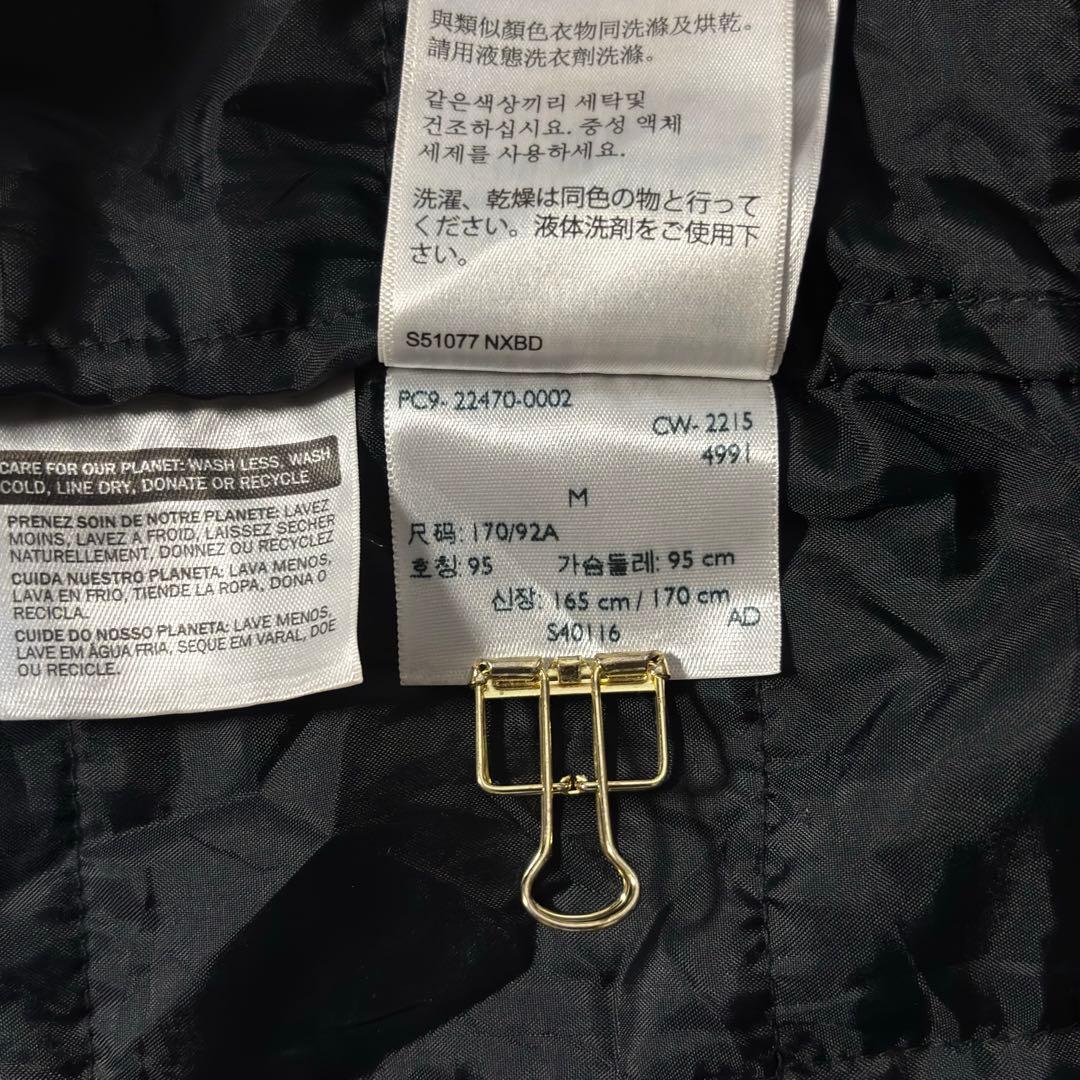 與類似顏色衣物同洗滌及烘乾。
請用液態洗衣劑洗滌.
같은색상끼리 세탁및
건조하십시요. 중성 액체
세제를 사용하세요.
洗濯、乾燥は同色の物と行って
ください。液体洗剤をご使用下
さい。
S51077 NXBD
PC9- 22470-0002
CW- 2215
4991
M
尺码: 170/92A
호칭: 95 가슴둘레: 95 cm
신장: 165 cm / 170 cm
AD
S40116
CARE FOR OUR PLANET: WASH LESS, WASH
COLD, LINE DRY, DONATE OR RECYCLE
PRENEZ SOIN DE NOTRE PLANETE: LAVEZ
MOINS, LAVEZ A FROID, LAISSEZ SECHER
NATURELLEMENT, DONNEZ OU RECYCLEZ
CUIDA NUESTRO PLANETA: LAVA MENOS,
LAVA EN FRIO, TIENDE LA ROPA, DONA O
RECICLA.
CUIDE DO NOSSO PLANETA: LAVE MENOS,
LAVE EM ÁGUA FRIA, SEQUE EM VARAL, DOE
OU RECICLE.